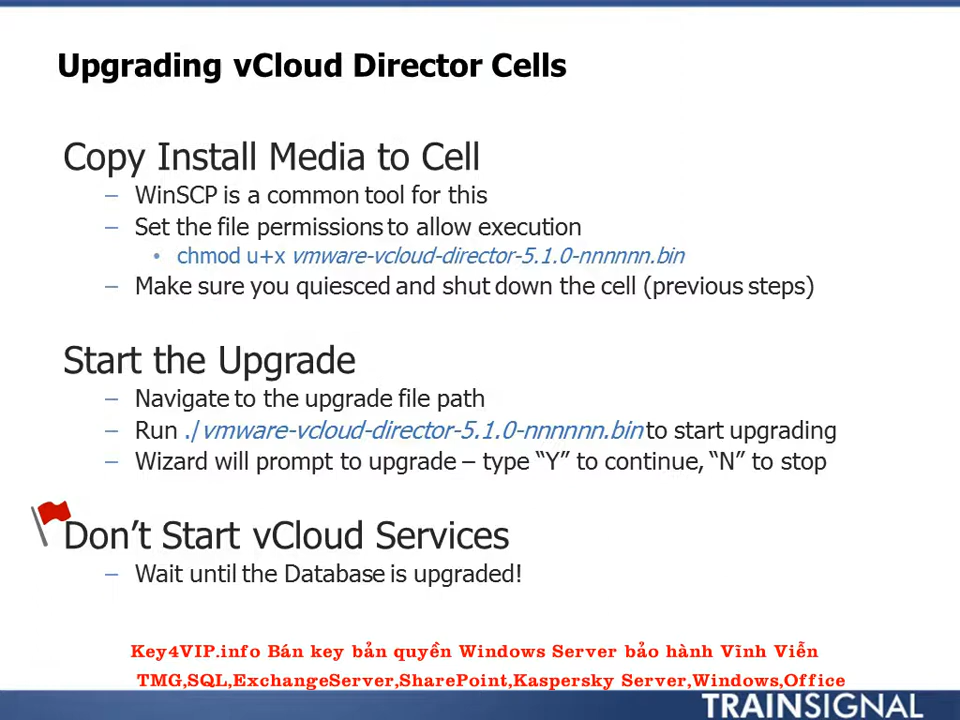 Upgrading vCloud Director Cells
Copy Install Media to Cell
– WinSCP is a common tool for this
– Set the file permissions to allow execution
• chmod u+x vmware-vcloud-director-5.1.0-nnnnnn.bin
– Make sure you quiesced and shut down the cell (previous steps)
Start the Upgrade
– Navigate to the upgrade file path
– Run ./vmware-vcloud-director-5.1.0-nnnnnn.bin to start upgrading
– Wizard will prompt to upgrade – type “Y” to continue, “N” to stop
Don’t Start vCloud Services
– Wait until the Database is upgraded!
Key4VIP.info Bán key bản quyền Windows Server bảo hành Vĩnh Viễn
TMG,SQL,ExchangeServer,SharePoint,Kaspersky Server,Windows,Office
TRAINSIGNAL